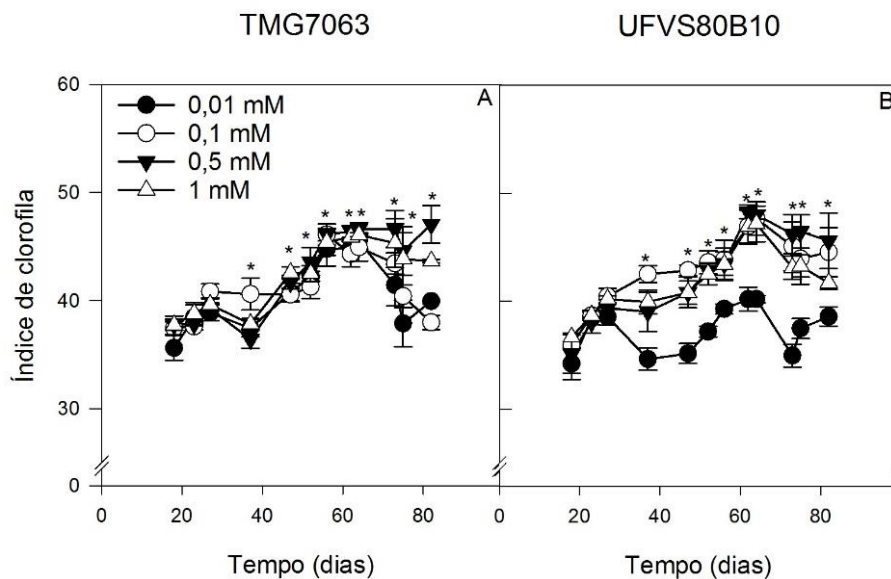 TMG7063 UFVS80B10
60 A B
0,01 mM
0,1 mM
0,5 mM
1 mM
50
* * * * * * * * *
* * * * * * * * * *
40
30
0
Índice de clorofila
0 20 40 60 80 0 20 40 60 80
Tempo (dias) Tempo (dias)